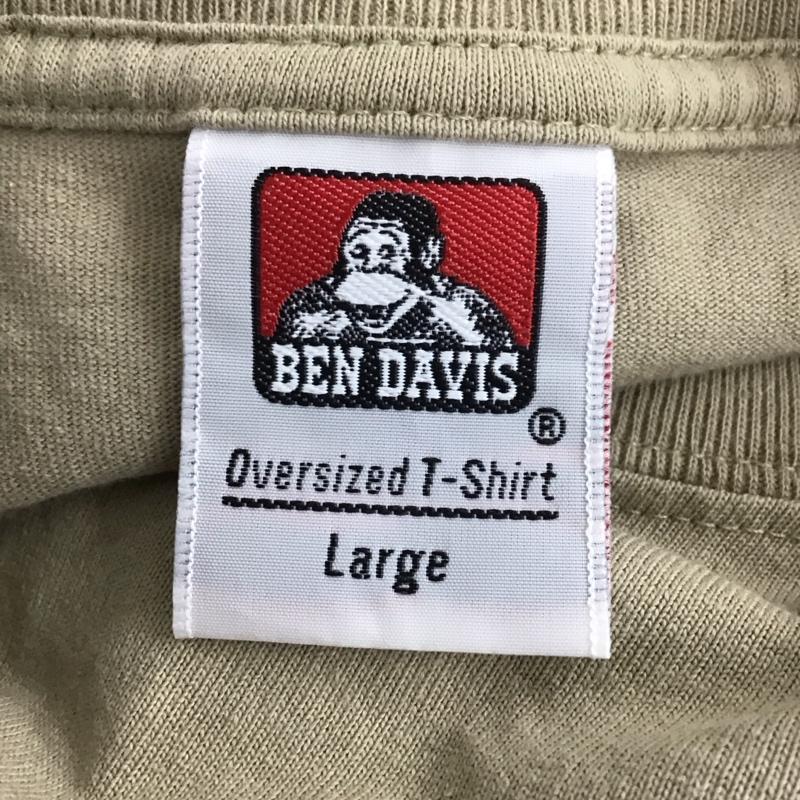 BEN DAVIS
®
Oversized T-Shirt
Large